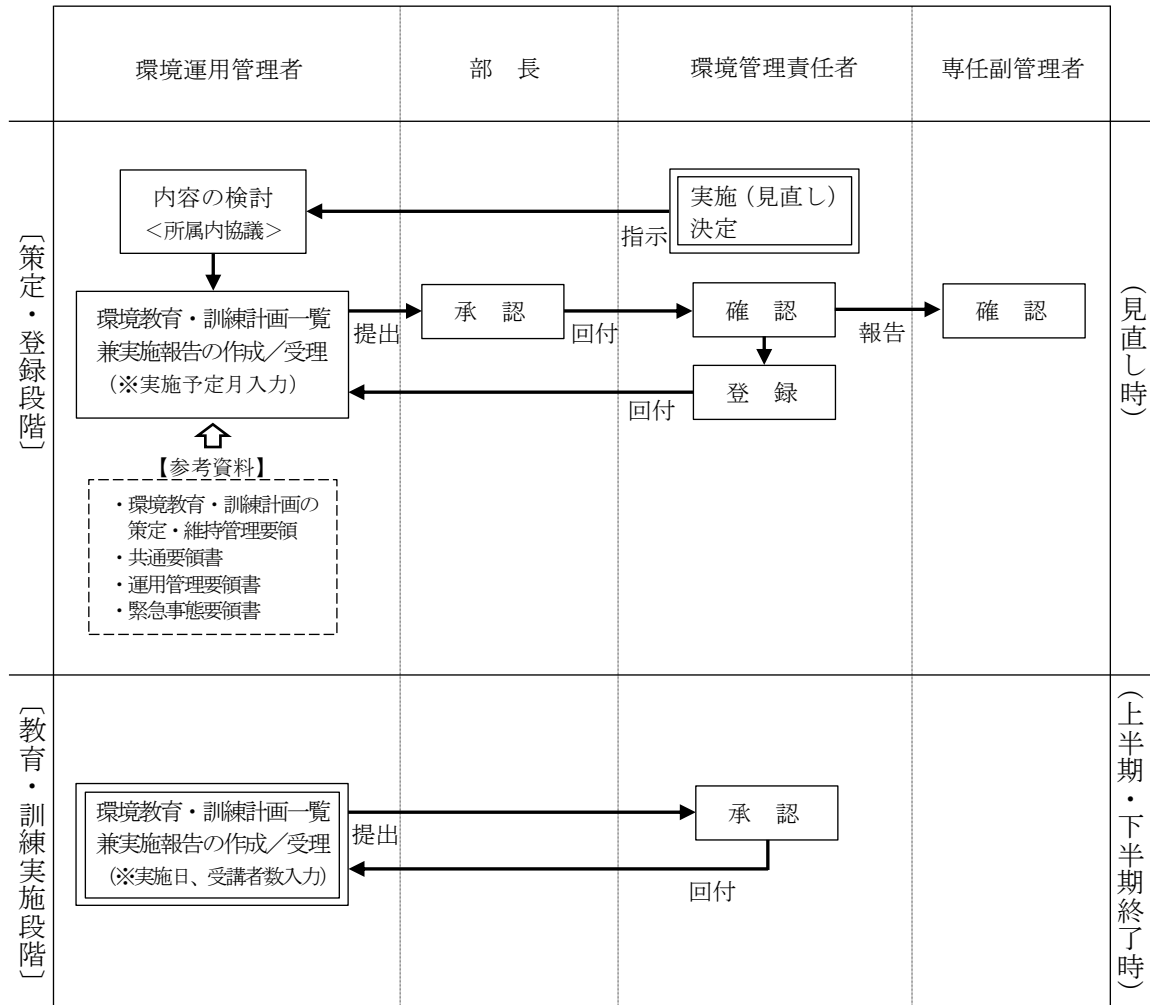 環境運用管理者
部　長
環境管理責任者
専任副管理者
〔策定・登録段階〕
内容の検討
＜所属内協議＞
実施（見直し）
決定
指示
環境教育・訓練計画一覧
兼実施報告の作成／受理
（※実施予定月入力）
提出
承　認
回付
確　認
報告
確　認
登　録
回付
（見直し時）
【参考資料】
・環境教育・訓練計画の
策定・維持管理要領
・共通要領書
・運用管理要領書
・緊急事態要領書
〔教育・訓練実施段階〕
環境教育・訓練計画一覧
兼実施報告の作成／受理
（※実施日、受講者数入力）
提出
承　認
回付
（上半期・下半期終了時）